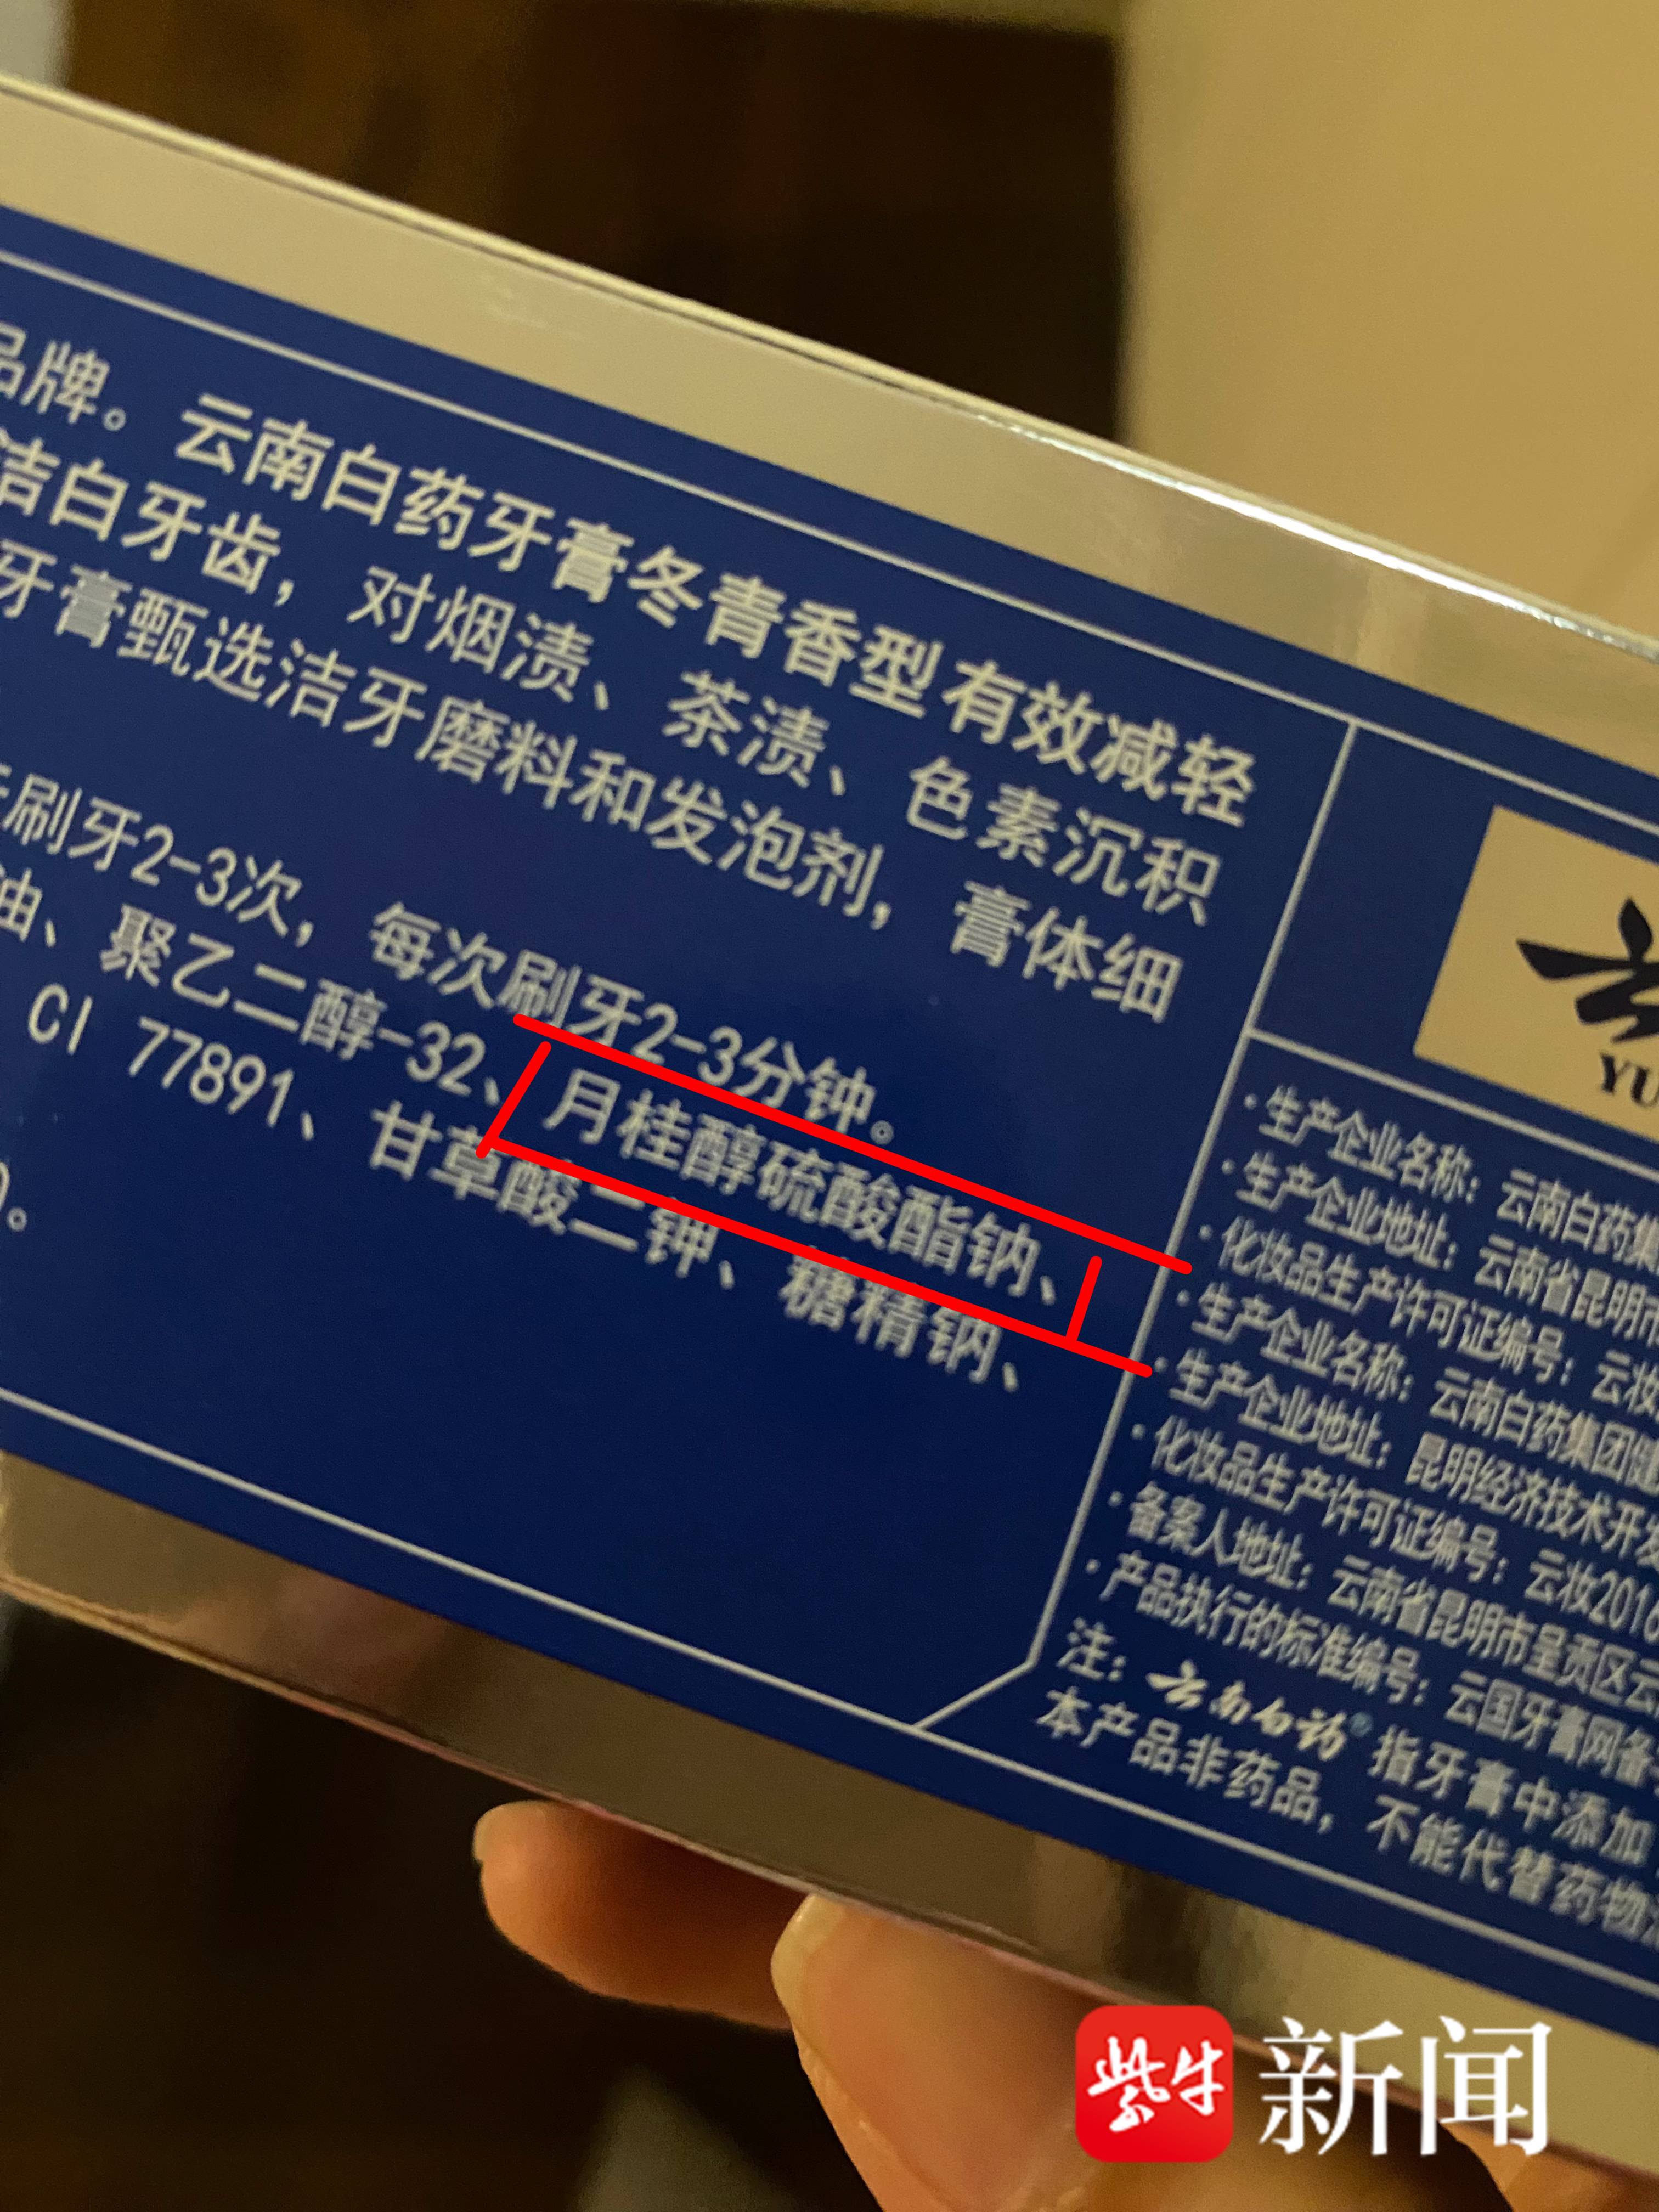 品牌。云南白药牙膏冬青香型有效减轻
洁白牙齿，对烟渍、茶渍、色素沉积
牙膏甄选洁牙磨料和发泡剂，膏体细
刷牙2-3次，每次刷牙2-3分钟。
油、聚乙二醇-32、月桂醇硫酸酯钠、
CI 77891、甘草酸二钾、糖精钠、
。
云
YU
·生产企业名称：云南白药集
·生产企业地址：云南省昆明市
·化妆品生产许可证编号：云妆
·生产企业名称：云南白药集团健
·生产企业地址：昆明经济技术开发
·化妆品生产许可证编号：云妆2016
·备案人地址：云南省昆明市呈贡区云
·产品执行的标准编号：云国牙膏网备
注：云南白药® 指牙膏中添加
本产品非药品，不能代替药物
紫牛 新闻